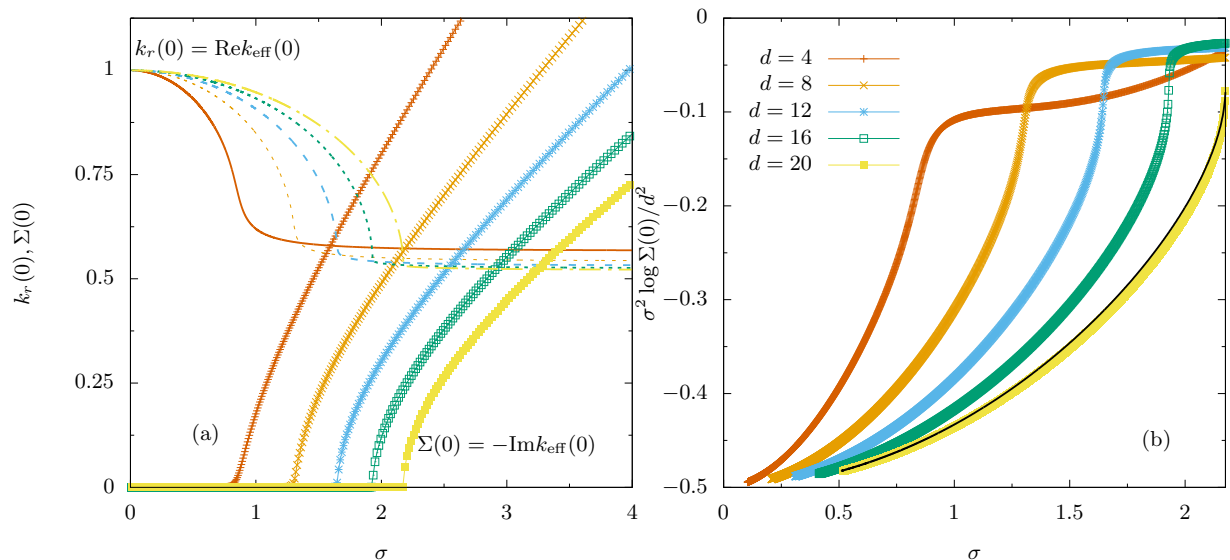 k_r(0) = Re k_eff(0)
k_r(0), Σ(0)
1
0.75
0.5
0.25
0
(a)
Σ(0) = −Im k_eff(0)
0 1 2 3 4
σ
σ² log Σ(0)/d²
0
−0.1
−0.2
−0.3
−0.4
−0.5
d = 4
d = 8
d = 12
d = 16
d = 20
(b)
0 0.5 1 1.5 2
σ